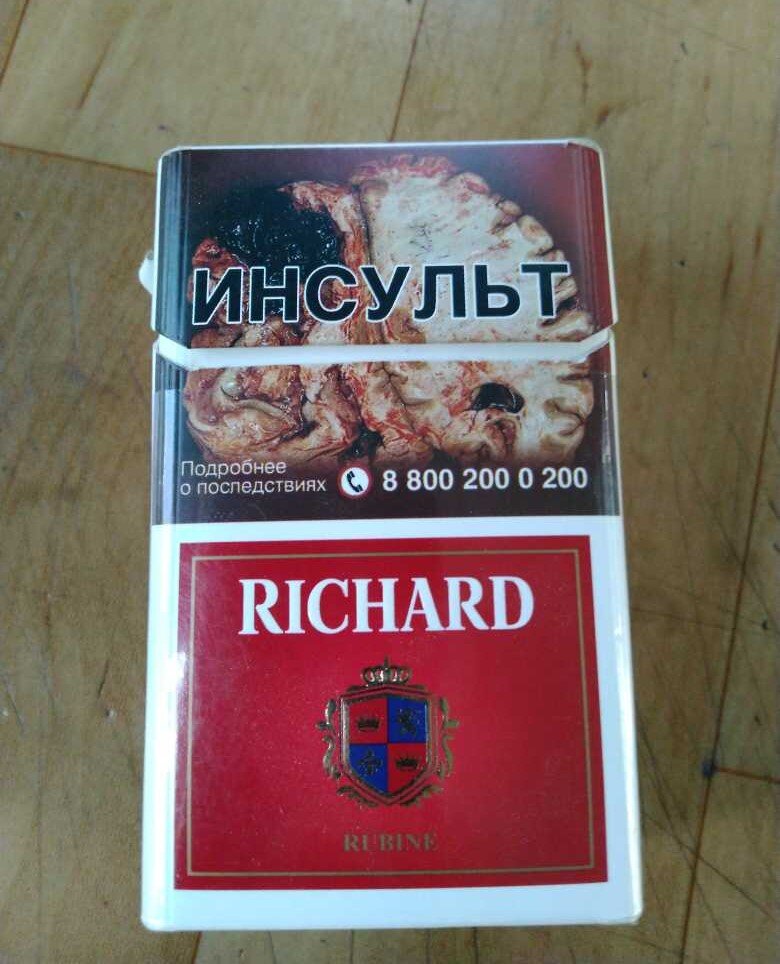 ИНСУЛЬТ
Подробнее
о последствиях 8 800 200 0 200
RICHARD
RUBINE